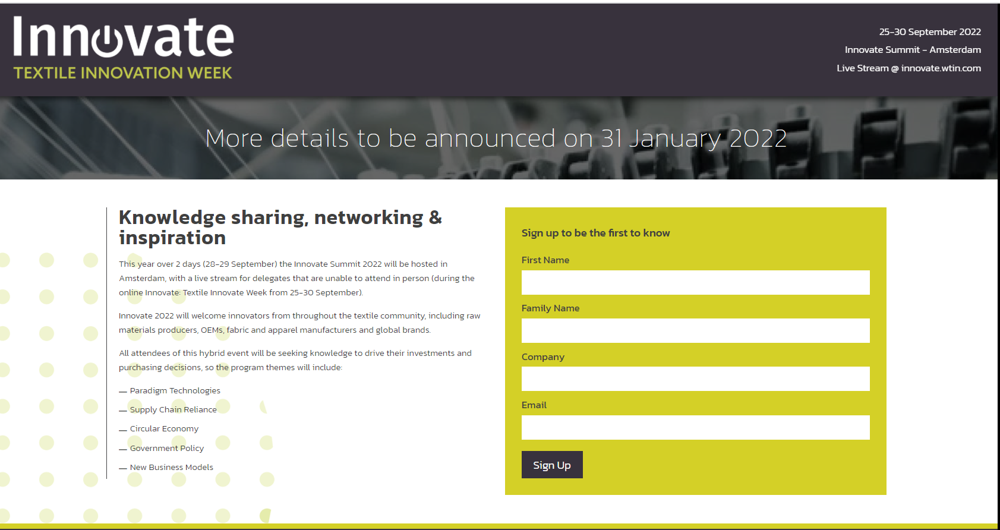 Innovate
TEXTILE INNOVATION WEEK
25-30 September 2022
Innovate Summit - Amsterdam
Live Stream @ innovate.wtin.com
More details to be announced on 31 January 2022
Knowledge sharing, networking &
inspiration
This year over 2 days (28-29 September) the Innovate Summit 2022 will be hosted in
Amsterdam, with a live stream for delegates that are unable to attend in person (during the
online Innovate: Textile Innovate Week from 25-30 September).
Innovate 2022 will welcome innovators from throughout the textile community, including raw
materials producers, OEMs, fabric and apparel manufacturers and global brands.
All attendees of this hybrid event will be seeking knowledge to drive their investments and
purchasing decisions, so the program themes will include:
— Paradigm Technologies
— Supply Chain Reliance
— Circular Economy
— Government Policy
— New Business Models
Sign up to be the first to know
First Name
Family Name
Company
Email
Sign Up